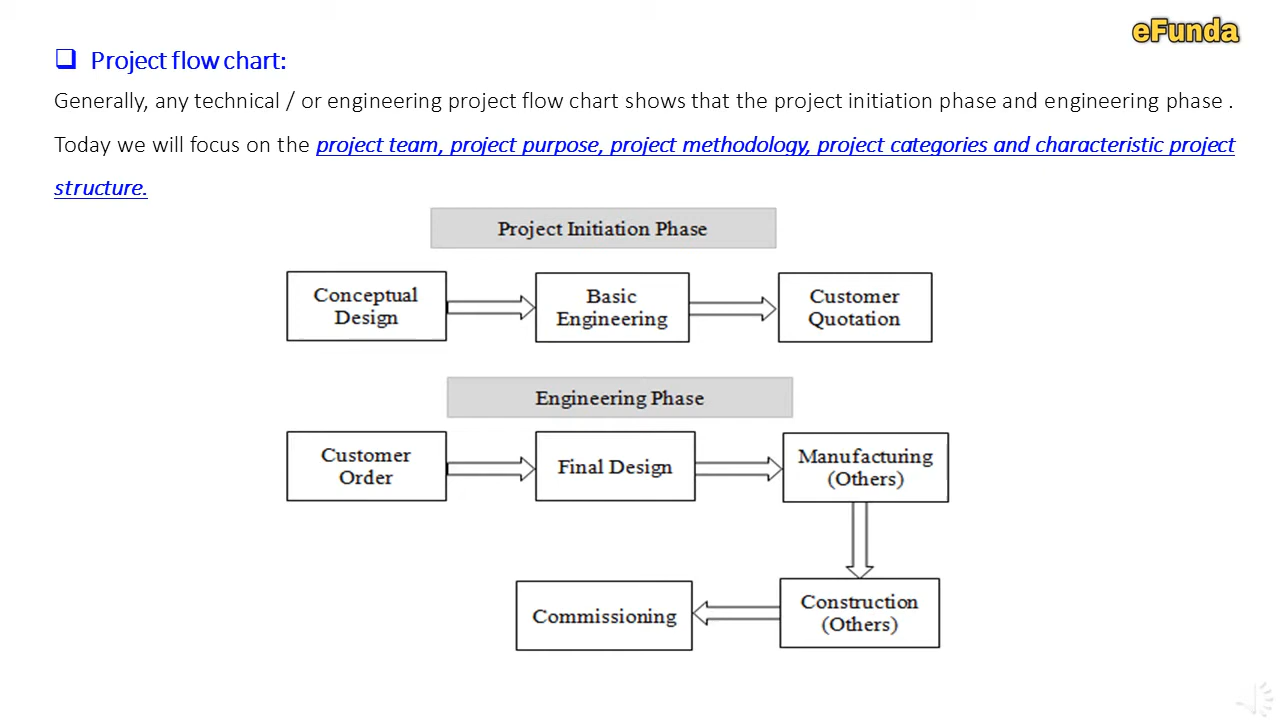 eFunda
Project flow chart:
Generally, any technical / or engineering project flow chart shows that the project initiation phase and engineering phase .
Today we will focus on the project team, project purpose, project methodology, project categories and characteristic project
structure.
Project Initiation Phase
Conceptual
Design
Basic
Engineering
Customer
Quotation
Engineering Phase
Customer
Order
Final Design
Manufacturing
(Others)
Commissioning
Construction
(Others)